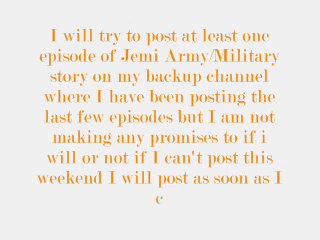 I will try to post at least one
episode of Jemi Army/Military
story on my backup channel
where I have been posting the
last few episodes but I am not
making any promises to if i
will or not if I can't post this
weekend I will post as soon as I
c